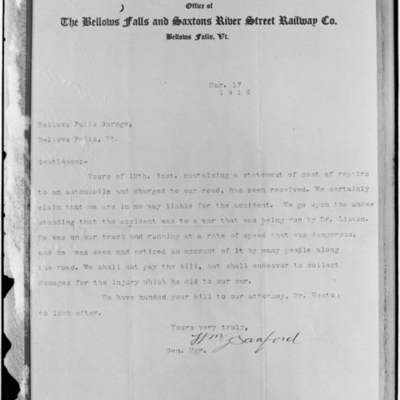 Office of
The Bellows Falls and Saxtons River Street Railway Co.
Bellows Falls, Vt.
Mar. 17
Bellows Falls Garage,
Bellows Falls, Vt.
Gentlemen:-
Yours of 12th. inst. containing a statement of cost of repairs
to an automobile and charged to our road, has been received. We certainly
claim that we are in no way liable for the accident. We go upon the under
standing that the accident was to a car that was being run by Dr.
He was on our track and running at a rate of speed that was dangerous,
and he was seen and noticed on account of it by many people along
the road. We shall not pay the bill, but shall endeavor to collect
damages for the injury which he did to our car.
We have handed your bill to our attorney, Mr.
to look after.
Yours very truly,
Wm Sanford
Gen. Mgr.